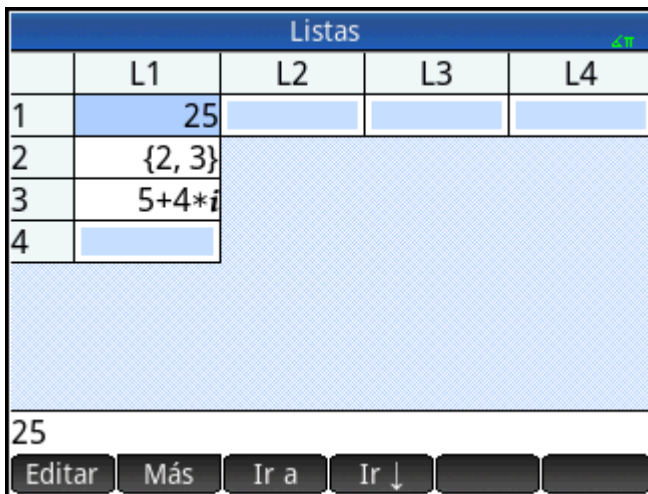 Listas
∡π
L1 L2 L3 L4
1 25
2 {2, 3}
3 5+4*i
4
25
Editar Más Ir a Ir ↓